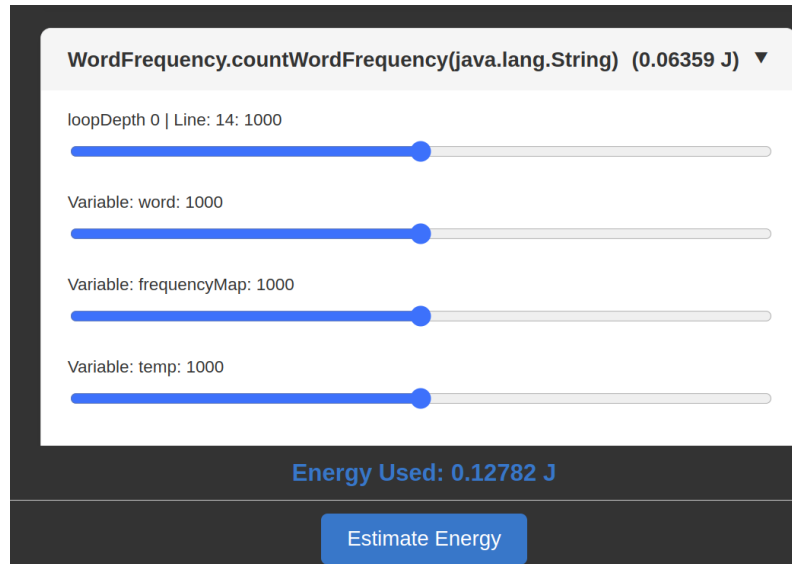 WordFrequency.countWordFrequency(java.lang.String) (0.06359 J) ▼
loopDepth 0 | Line: 14: 1000
Variable: word: 1000
Variable: frequencyMap: 1000
Variable: temp: 1000
Energy Used: 0.12782 J
Estimate Energy